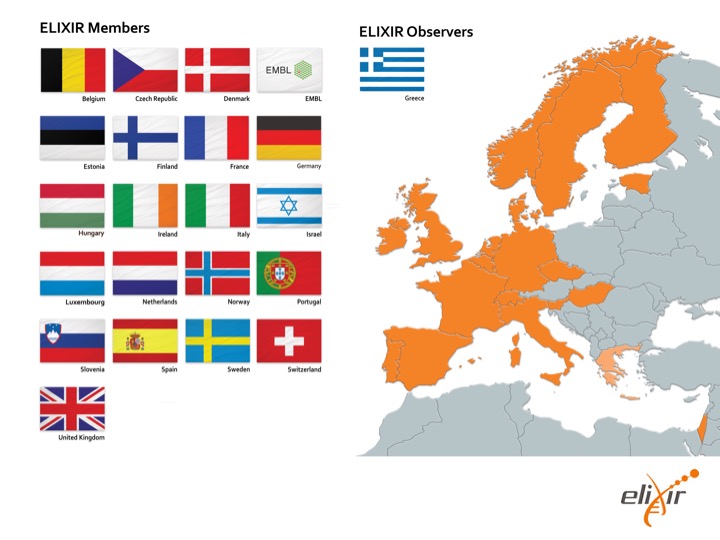 ELIXIR Members
Belgium
Czech Republic
Denmark
EMBL
EMBL
Estonia
Finland
France
Germany
Hungary
Ireland
Italy
Israel
Luxembourg
Netherlands
Norway
Portugal
Slovenia
Spain
Sweden
Switzerland
United Kingdom
ELIXIR Observers
Greece
elixir